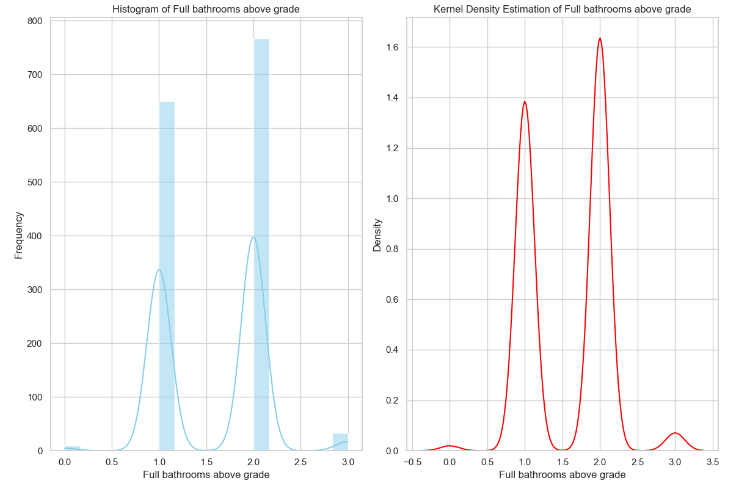 Histogram of Full bathrooms above grade
800
700
600
500
400
300
200
100
0
Frequency
0.0 0.5 1.0 1.5 2.0 2.5 3.0
Full bathrooms above grade
Kernel Density Estimation of Full bathrooms above grade
1.6
1.4
1.2
1.0
0.8
0.6
0.4
0.2
0.0
Density
−0.5 0.0 0.5 1.0 1.5 2.0 2.5 3.0 3.5
Full bathrooms above grade